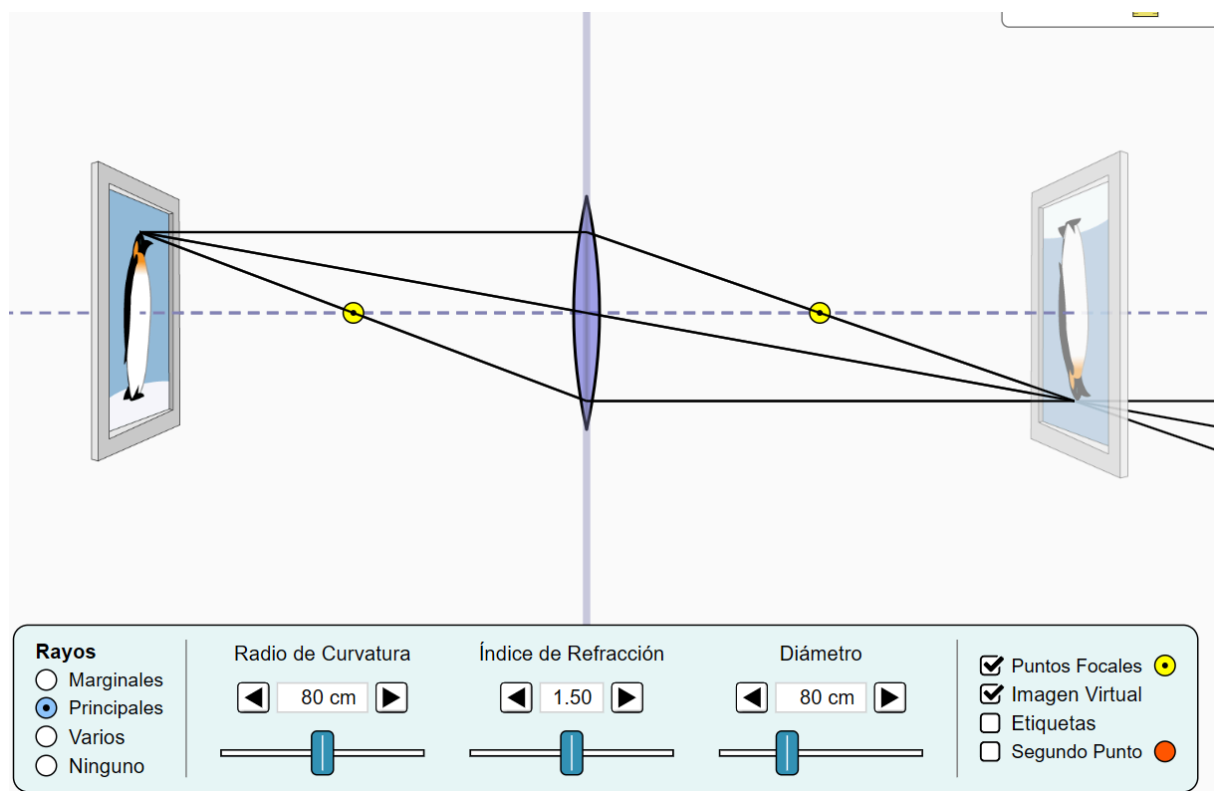 Rayos
Marginales
Principales
Varios
Ninguno
Radio de Curvatura
80 cm
Índice de Refracción
1.50
Diámetro
80 cm
Puntos Focales
Imagen Virtual
Etiquetas
Segundo Punto